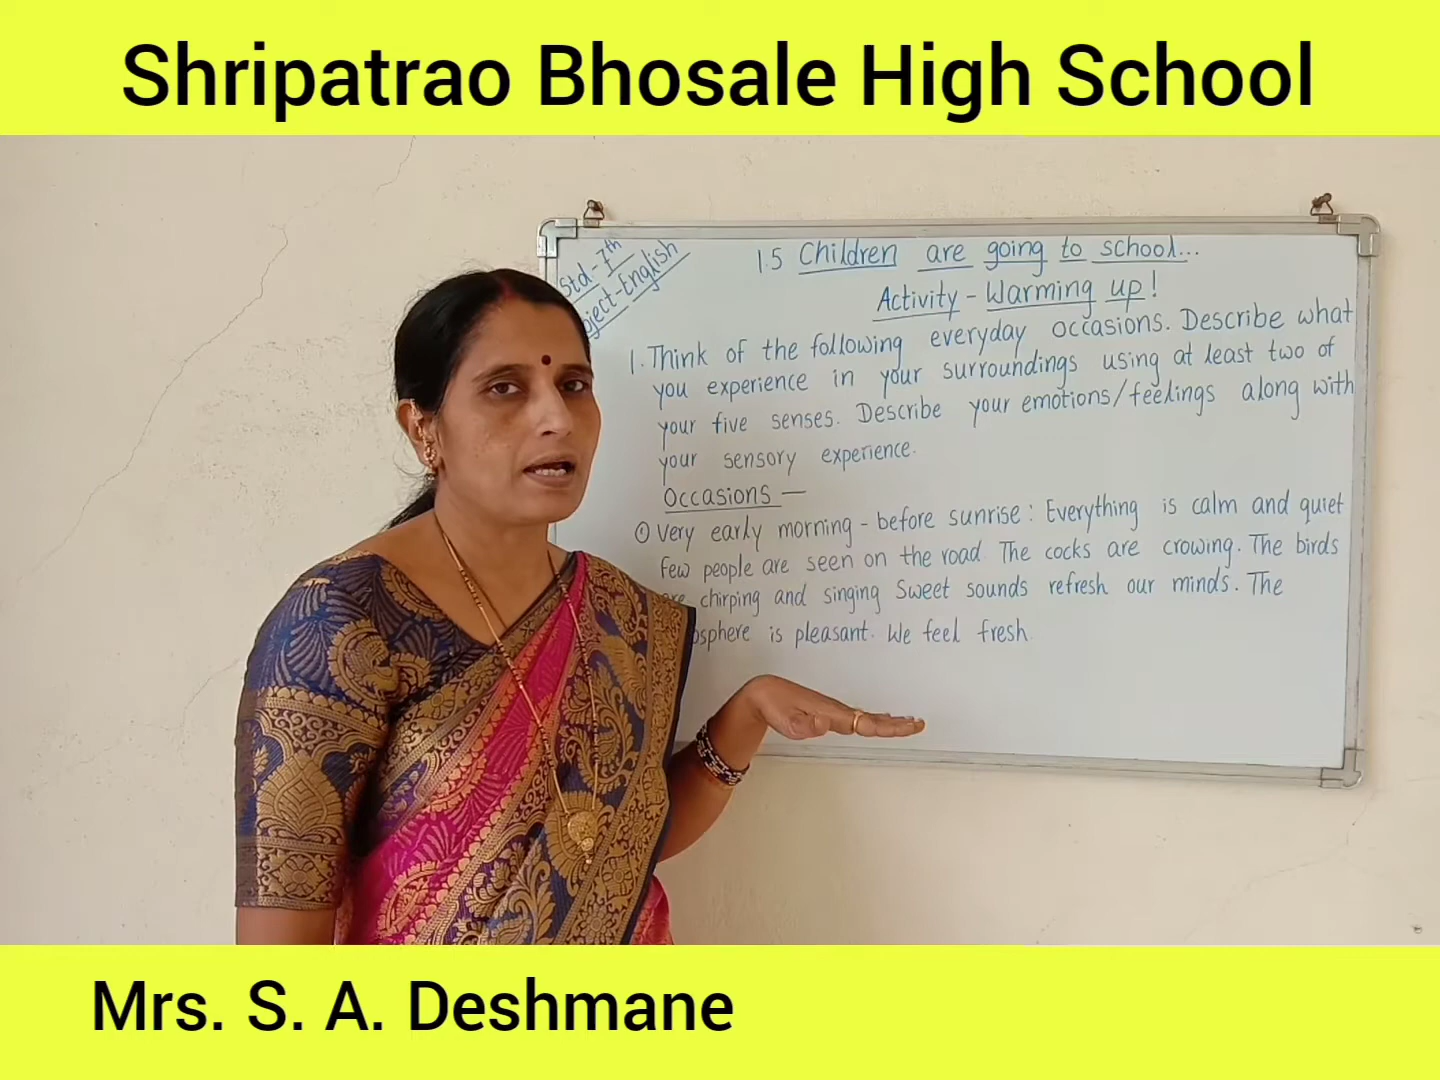 Shripatrao Bhosale High School
Std-7th
English
1.5 Children are going to school...
Activity - Warming up!
1. Think of the following everyday occasions. Describe what
you experience in your surroundings using at least two of
your five senses. Describe your emotions/feelings along with
your sensory experience.
Occasions —
① Very early morning - before sunrise: Everything is calm and quiet
few people are seen on the road. The cocks are crowing. The birds
are chirping and singing Sweet sounds refresh our minds. The
is pleasant. We feel fresh
Mrs. S. A. Deshmane